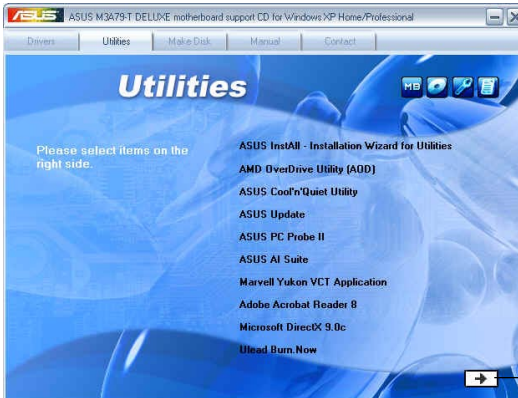 ASUS M3A79-T DELUXE motherboard support CD for Windows XP Home/Professional
Drivers Utilities Make Disk Manual Contact
Utilities
MB
Please select items on the
right side.
ASUS InstAll - Installation Wizard for Utilities
AMD OverDrive Utility (AOD)
ASUS Cool'n'Quiet Utility
ASUS Update
ASUS PC Probe II
ASUS AI Suite
Marvell Yukon VCT Application
Adobe Acrobat Reader 8
Microsoft DirectX 9.0c
Ulead Burn.Now